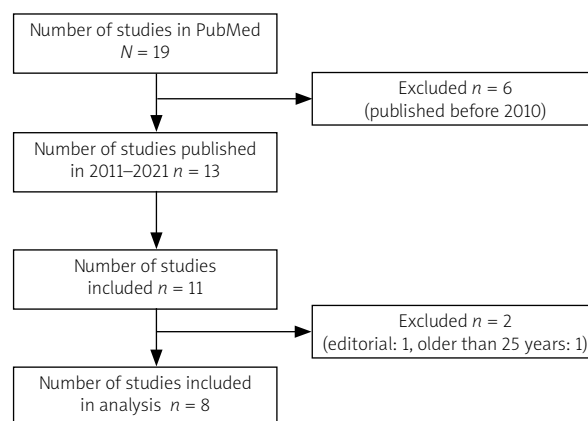 Number of studies in PubMed
N = 19
Excluded n = 6
(published before 2010)
Number of studies published
in 2011–2021 n = 13
Number of studies
included n = 11
Excluded n = 2
(editorial: 1, older than 25 years: 1)
Number of studies included
in analysis n = 8